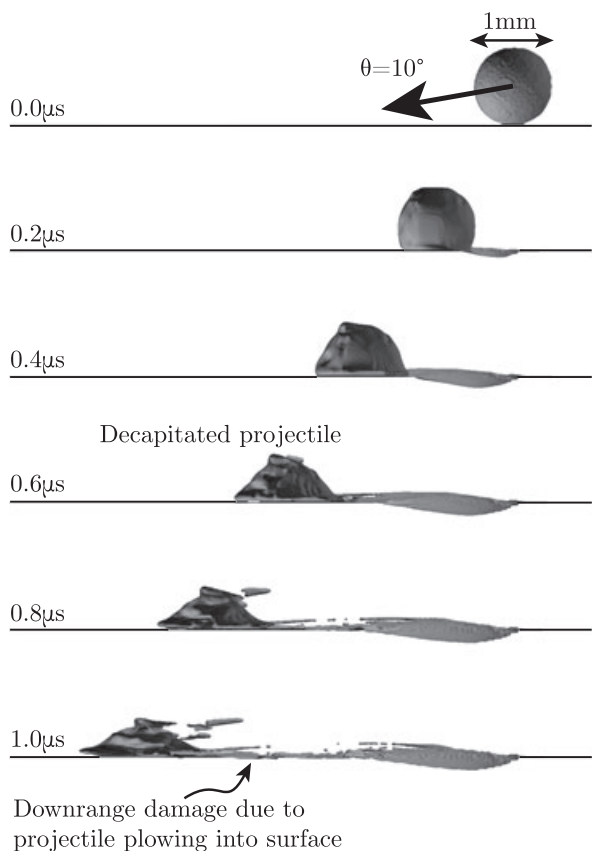 1mm
θ=10°
0.0μs
0.2μs
0.4μs
Decapitated projectile
0.6μs
0.8μs
1.0μs
Downrange damage due to
projectile plowing into surface